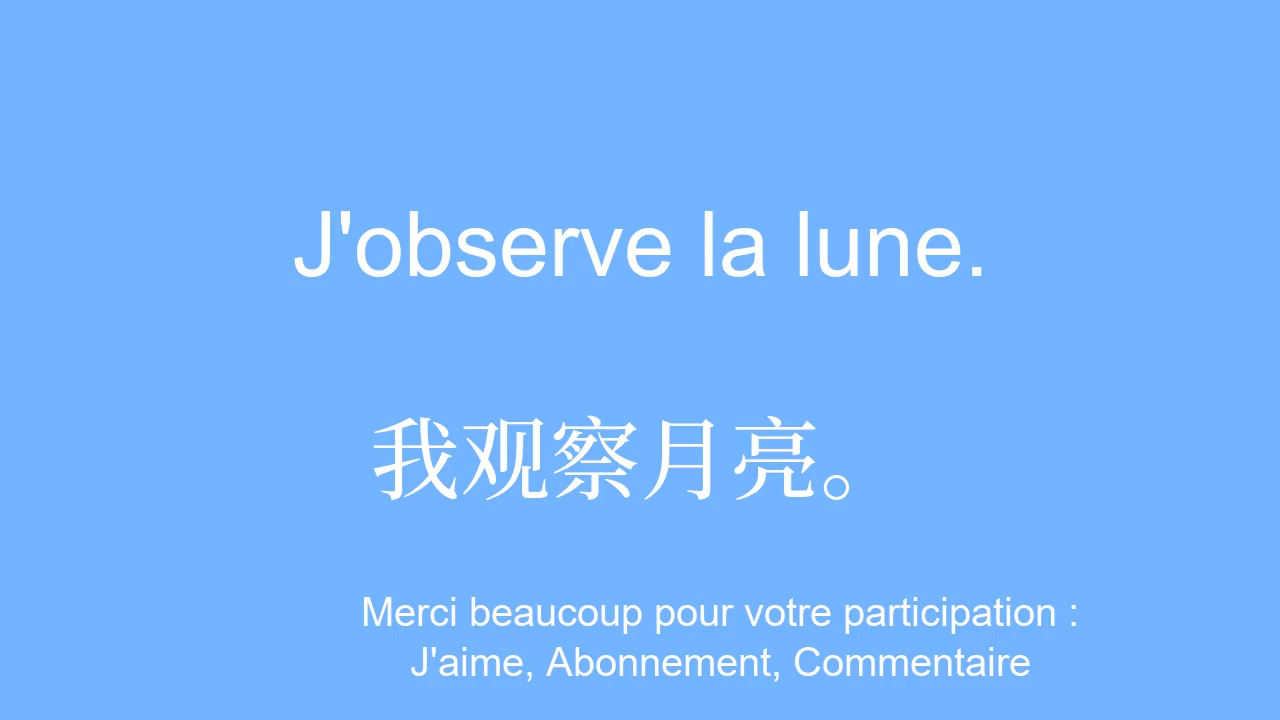 J'observe la lune.
我观察月亮。
Merci beaucoup pour votre participation :
J'aime, Abonnement, Commentaire